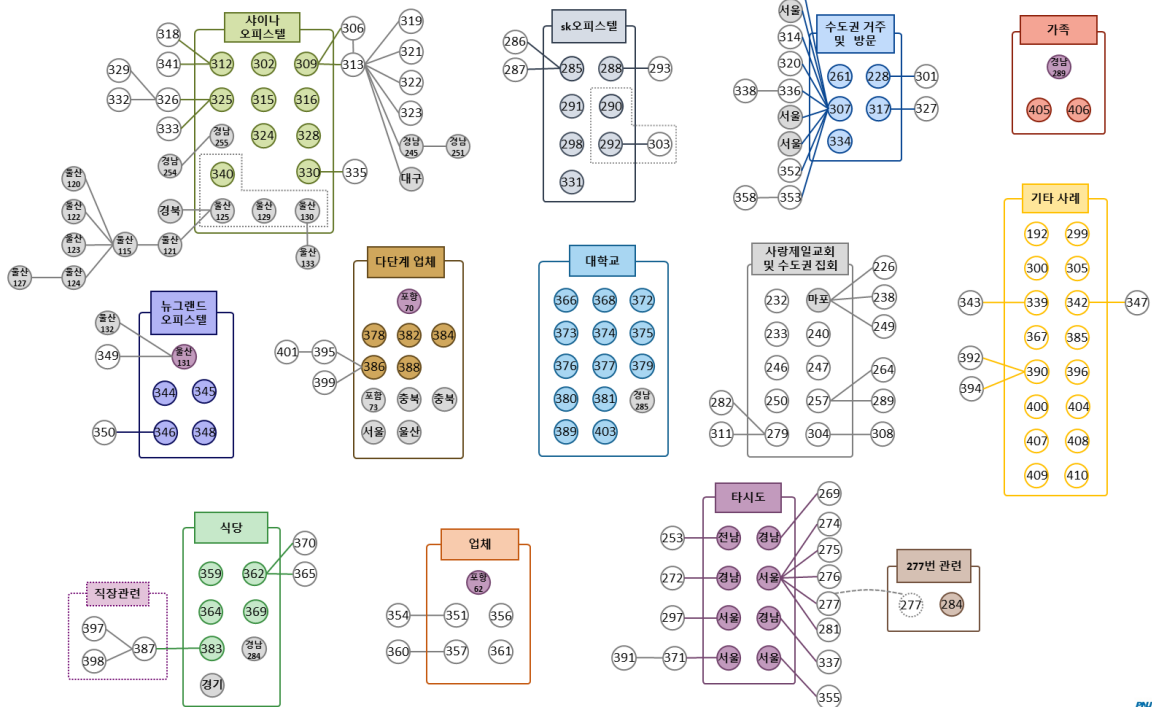 샤이나
오피스텔
318
341
329
332
326
333
312
302
309
325
315
316
경남
255
324
328
경남
254
340
330
335
울산
125
울산
129
울산
130
울산
133
306
313
319
321
322
323
경남
245
경남
251
대구
울산
120
울산
122
울산
123
울산
124
울산
127
울산
115
울산
121
경북
sk오피스텔
286
287
285
288
293
291
290
298
292
303
331
수도권 거주
및 방문
서울
314
320
338
336
서울
서울
352
358
353
261
228
301
307
317
327
334
가족
경남
289
405
406
뉴그랜드
오피스텔
울산
132
349
울산
131
344
345
350
346
348
다단계 업체
포항
70
378
382
384
401
395
399
386
388
포항
73
충북
충북
서울
울산
대학교
366
368
372
373
374
375
376
377
379
380
381
경남
285
389
403
사랑제일교회
및 수도권 집회
232
마포
226
238
249
233
240
246
247
264
250
257
289
282
311
279
304
308
기타 사례
192
299
300
305
343
339
342
347
367
385
392
394
390
396
400
404
407
408
409
410
식당
359
362
370
365
364
369
383
경남
284
경기
직장관련
397
398
387
업체
포항
62
354
351
356
360
357
361
타시도
253
전남
경남
269
272
경남
서울
274
275
276
277
281
297
서울
경남
337
391
371
서울
서울
355
277번 관련
277
284